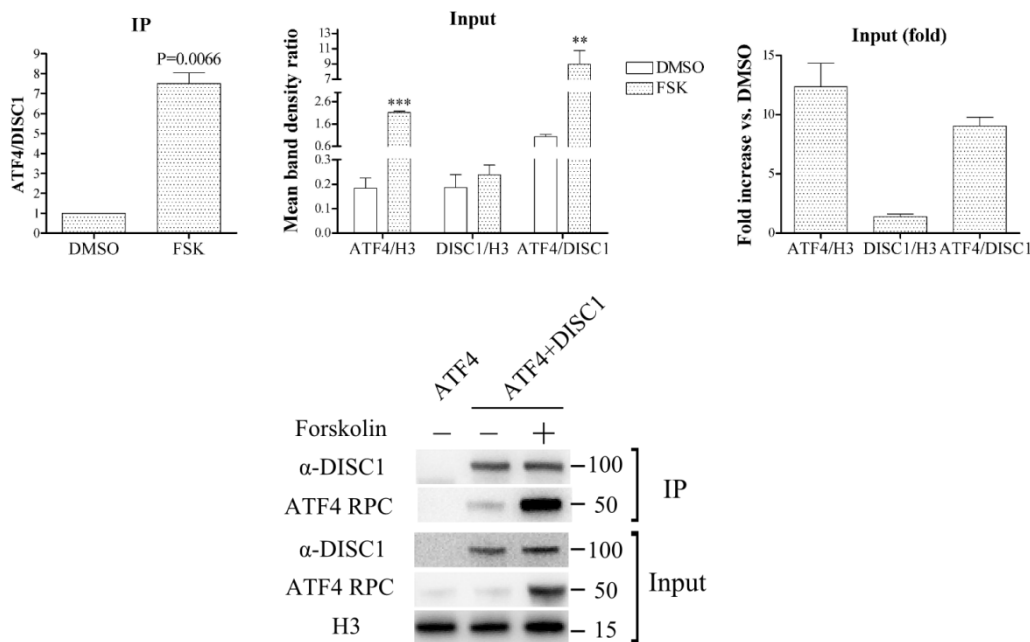 IP
ATF4/DISC1
9
8
7
6
5
4
3
2
1
0
P=0.0066
DMSO
FSK
Input
Mean band density ratio
13
11
9
7
5
2.6
1.6
0.6
0.3
0.2
0.1
0.0
***
**
ATF4/H3
DISC1/H3
ATF4/DISC1
DMSO
FSK
Input (fold)
Fold increase vs. DMSO
15
10
5
0
ATF4/H3
DISC1/H3
ATF4/DISC1
ATF4
ATF4+DISC1
Forskolin − − +
α-DISC1 100
ATF4 RPC 50
IP
α-DISC1 100
ATF4 RPC 50
H3 15
Input